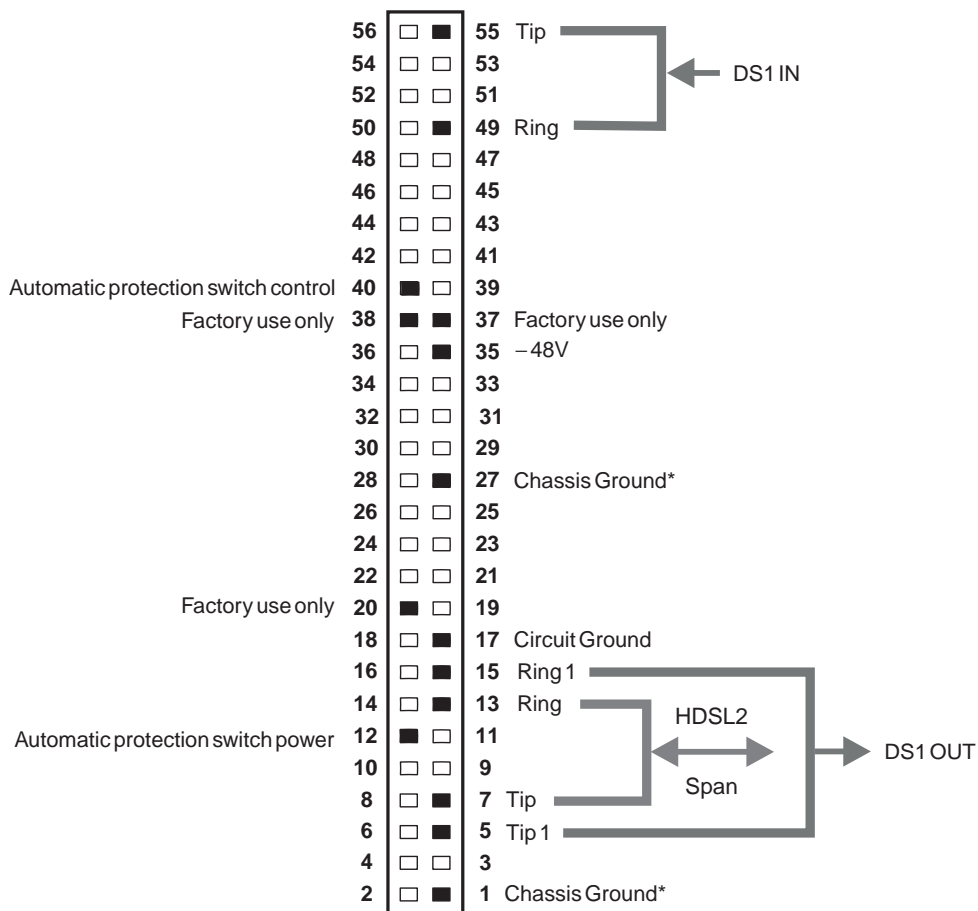 56 55 Tip
54 53
DS1 IN
52 51
50 49 Ring
48 47
46 45
44 43
42 41
Automatic protection switch control 40 39
Factory use only 38 37 Factory use only
36 35 –48V
34 33
32 31
30 29
28 27 Chassis Ground*
26 25
24 23
22 21
Factory use only 20 19
18 17 Circuit Ground
16 15 Ring 1
14 13 Ring
HDSL2
Automatic protection switch power 12 11
DS1 OUT
10 9
Span
8 7 Tip
6 5 Tip 1
4 3
2 1 Chassis Ground*